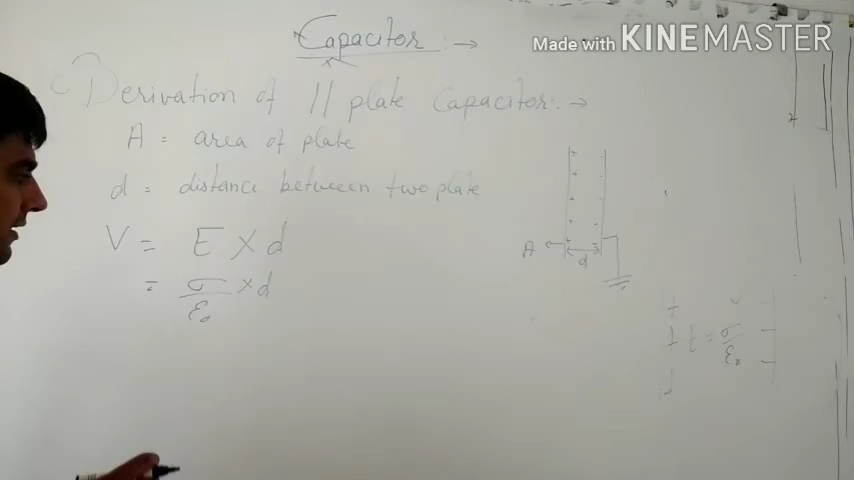 Capacitor :→
Made with KINEMASTER
Derivation of // plate Capacitor :→
A = area of plate
d = distance between two plate
V = E × d
= σ/ε₀ × d
A
d
E = σ/ε₀